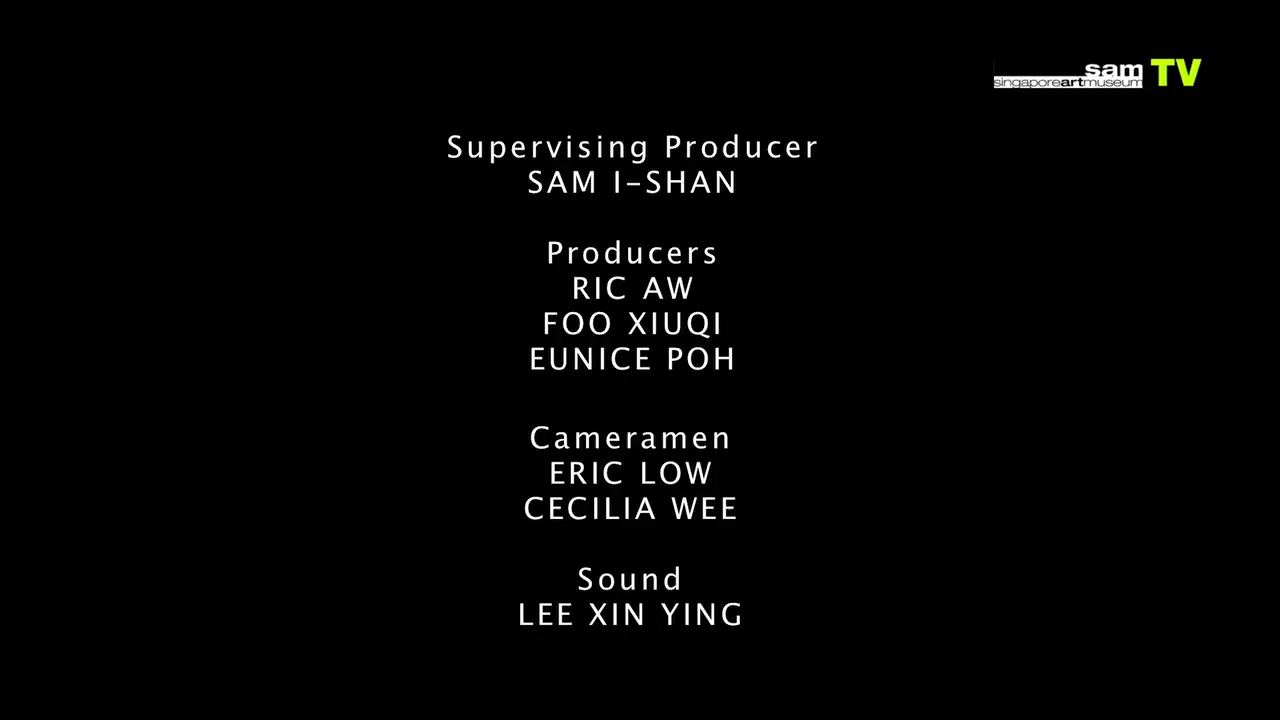 sam TV
singaporeartmuseum
Supervising Producer
SAM I-SHAN
Producers
RIC AW
FOO XIUQI
EUNICE POH
Cameramen
ERIC LOW
CECILIA WEE
Sound
LEE XIN YING